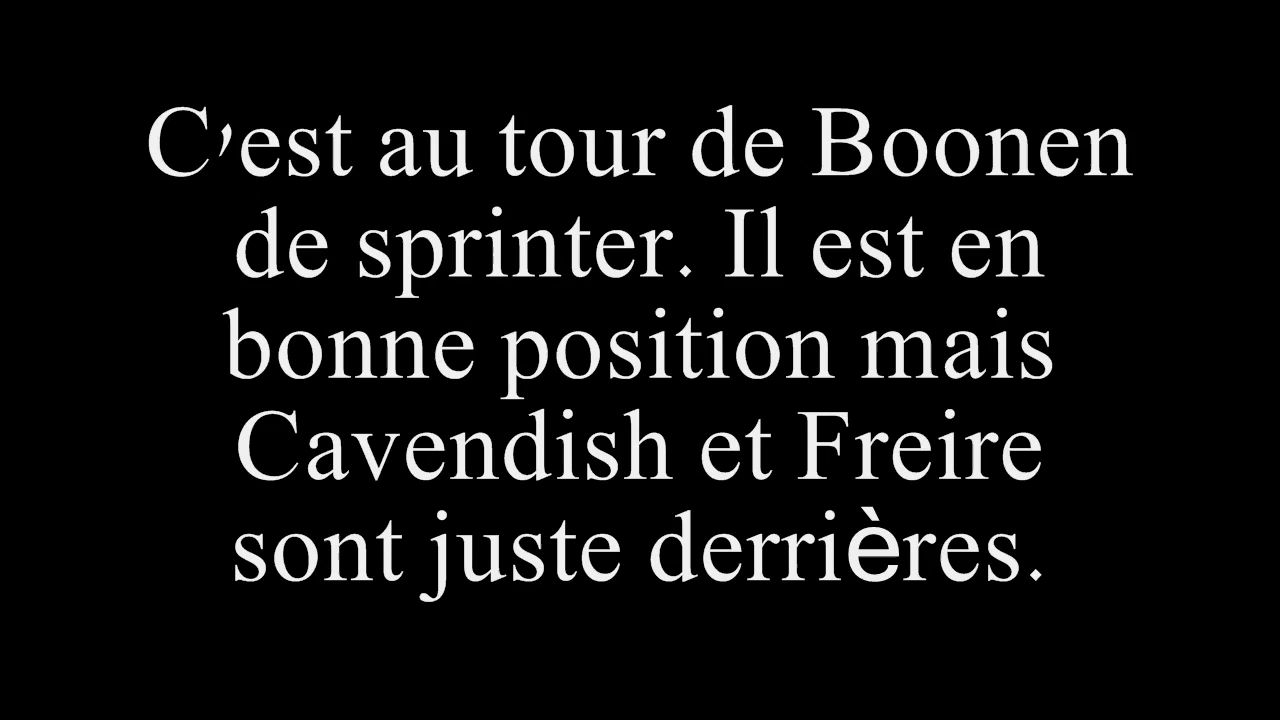 C'est au tour de Boonen
de sprinter. Il est en
bonne position mais
Cavendish et Freire
sont juste derrières.